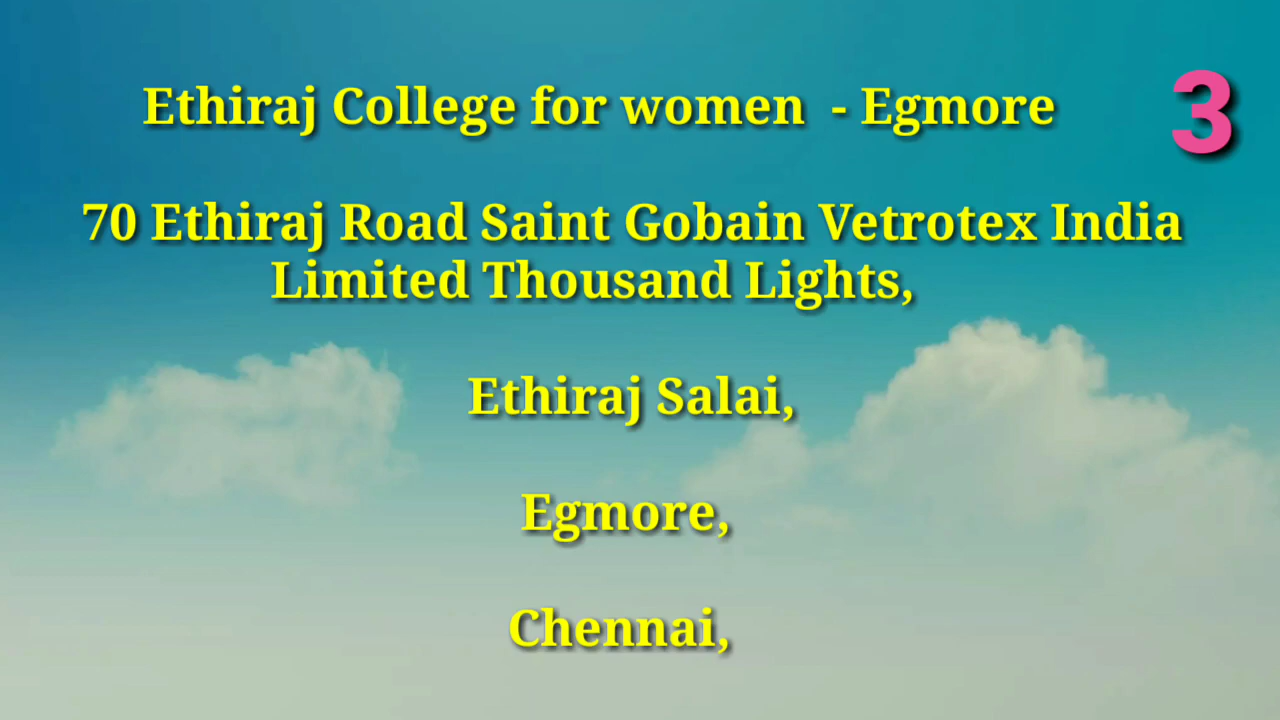 Ethiraj College for women - Egmore
3
70 Ethiraj Road Saint Gobain Vetrotex India
Limited Thousand Lights,
Ethiraj Salai,
Egmore,
Chennai,